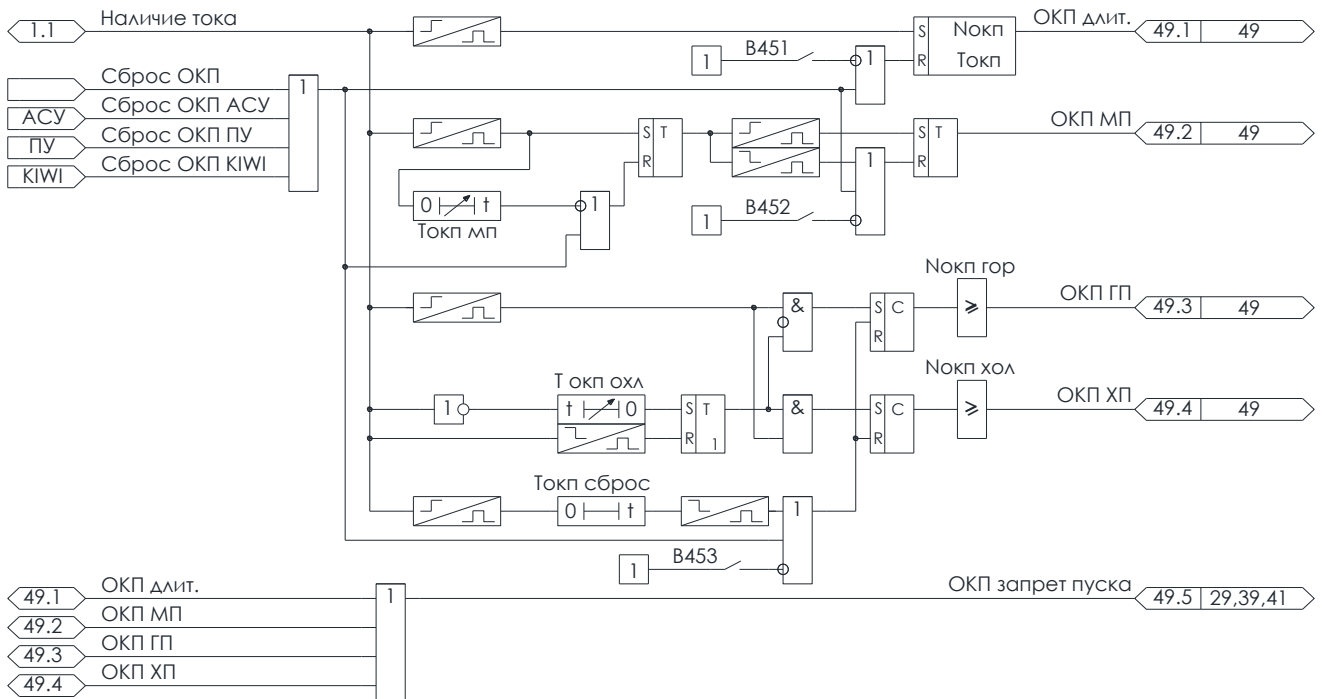 1.1 Наличие тока
S Nокп
R Tокп
ОКП длит. 49.1 49
1 B451 1
Сброс ОКП
АСУ Сброс ОКП АСУ
ПУ Сброс ОКП ПУ
KIWI Сброс ОКП KIWI
1
S T
R
S T
R
ОКП МП 49.2 49
0 t
Токп мп
1
1
1 B452
Nокп гор
&
S C
R
≥
ОКП ГП 49.3 49
Nокп хол
1
Т окп охл
t 0
S T
R 1
&
S C
R
≥
ОКП ХП 49.4 49
Токп сброс
0 t
1
1 B453
49.1 ОКП длит.
49.2 ОКП МП
49.3 ОКП ГП
49.4 ОКП ХП
1
ОКП запрет пуска 49.5 29,39,41